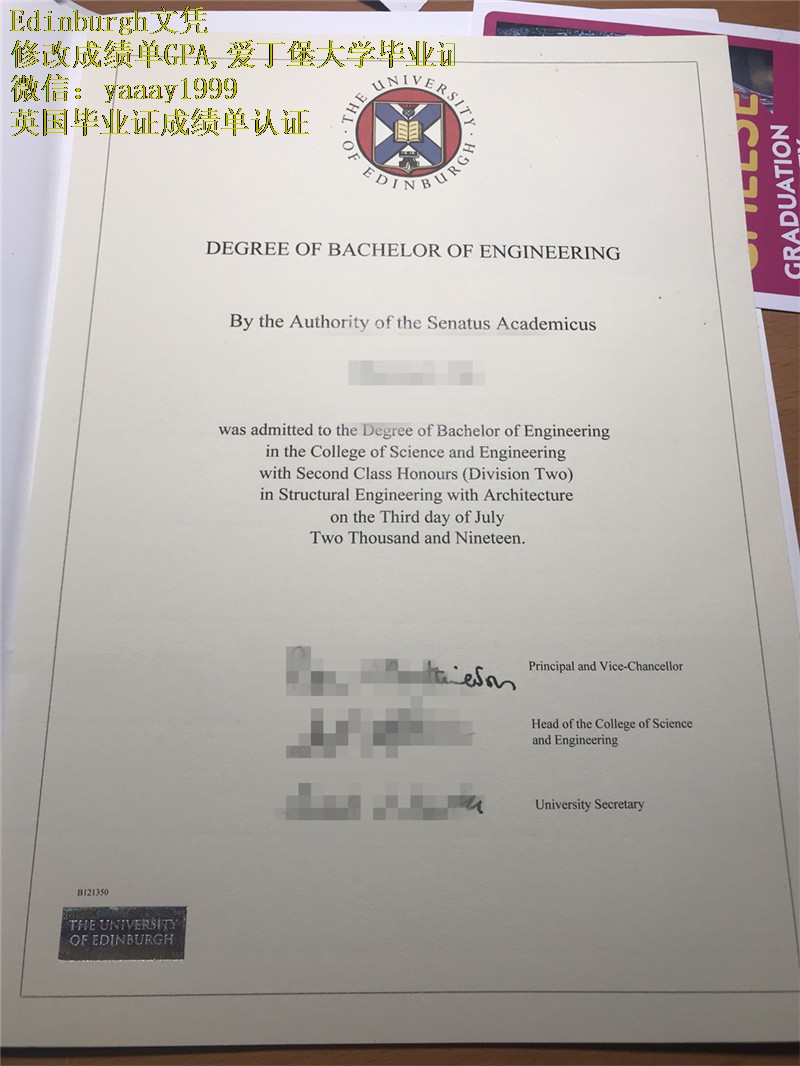 Edinburgh文凭
修改成绩单GPA,爱丁堡大学毕业证
微信：yaaay1999
英国毕业证成绩单认证
THE UNIVERSITY OF EDINBURGH
GRADUATION
DEGREE OF BACHELOR OF ENGINEERING
By the Authority of the Senatus Academicus
was admitted to the Degree of Bachelor of Engineering
in the College of Science and Engineering
with Second Class Honours (Division Two)
in Structural Engineering with Architecture
on the Third day of July
Two Thousand and Nineteen.
Principal and Vice-Chancellor
Head of the College of Science
and Engineering
University Secretary
B121350
THE UNIVERSITY
OF EDINBURGH